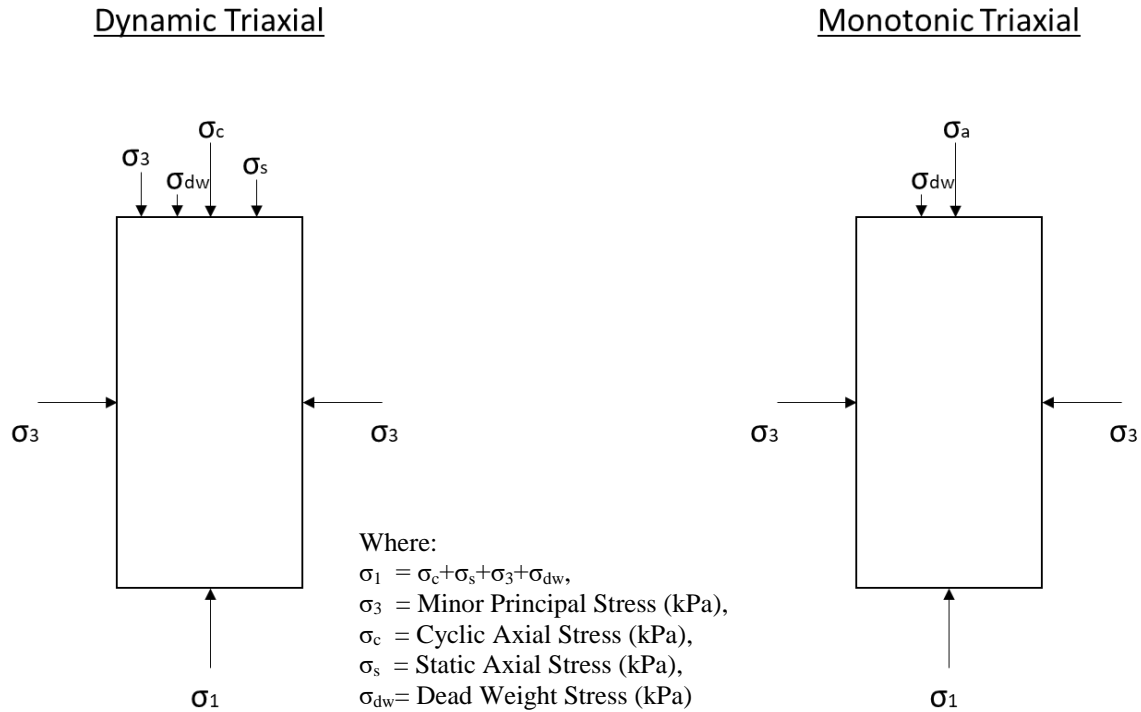 Dynamic Triaxial
Monotonic Triaxial
σc
σ3
σs
σdw
σa
σdw
σ3
σ3
σ3
σ3
Where:
σ1 = σc+σs+σ3+σdw,
σ3 = Minor Principal Stress (kPa),
σc = Cyclic Axial Stress (kPa),
σs = Static Axial Stress (kPa),
σdw= Dead Weight Stress (kPa)
σ1
σ1